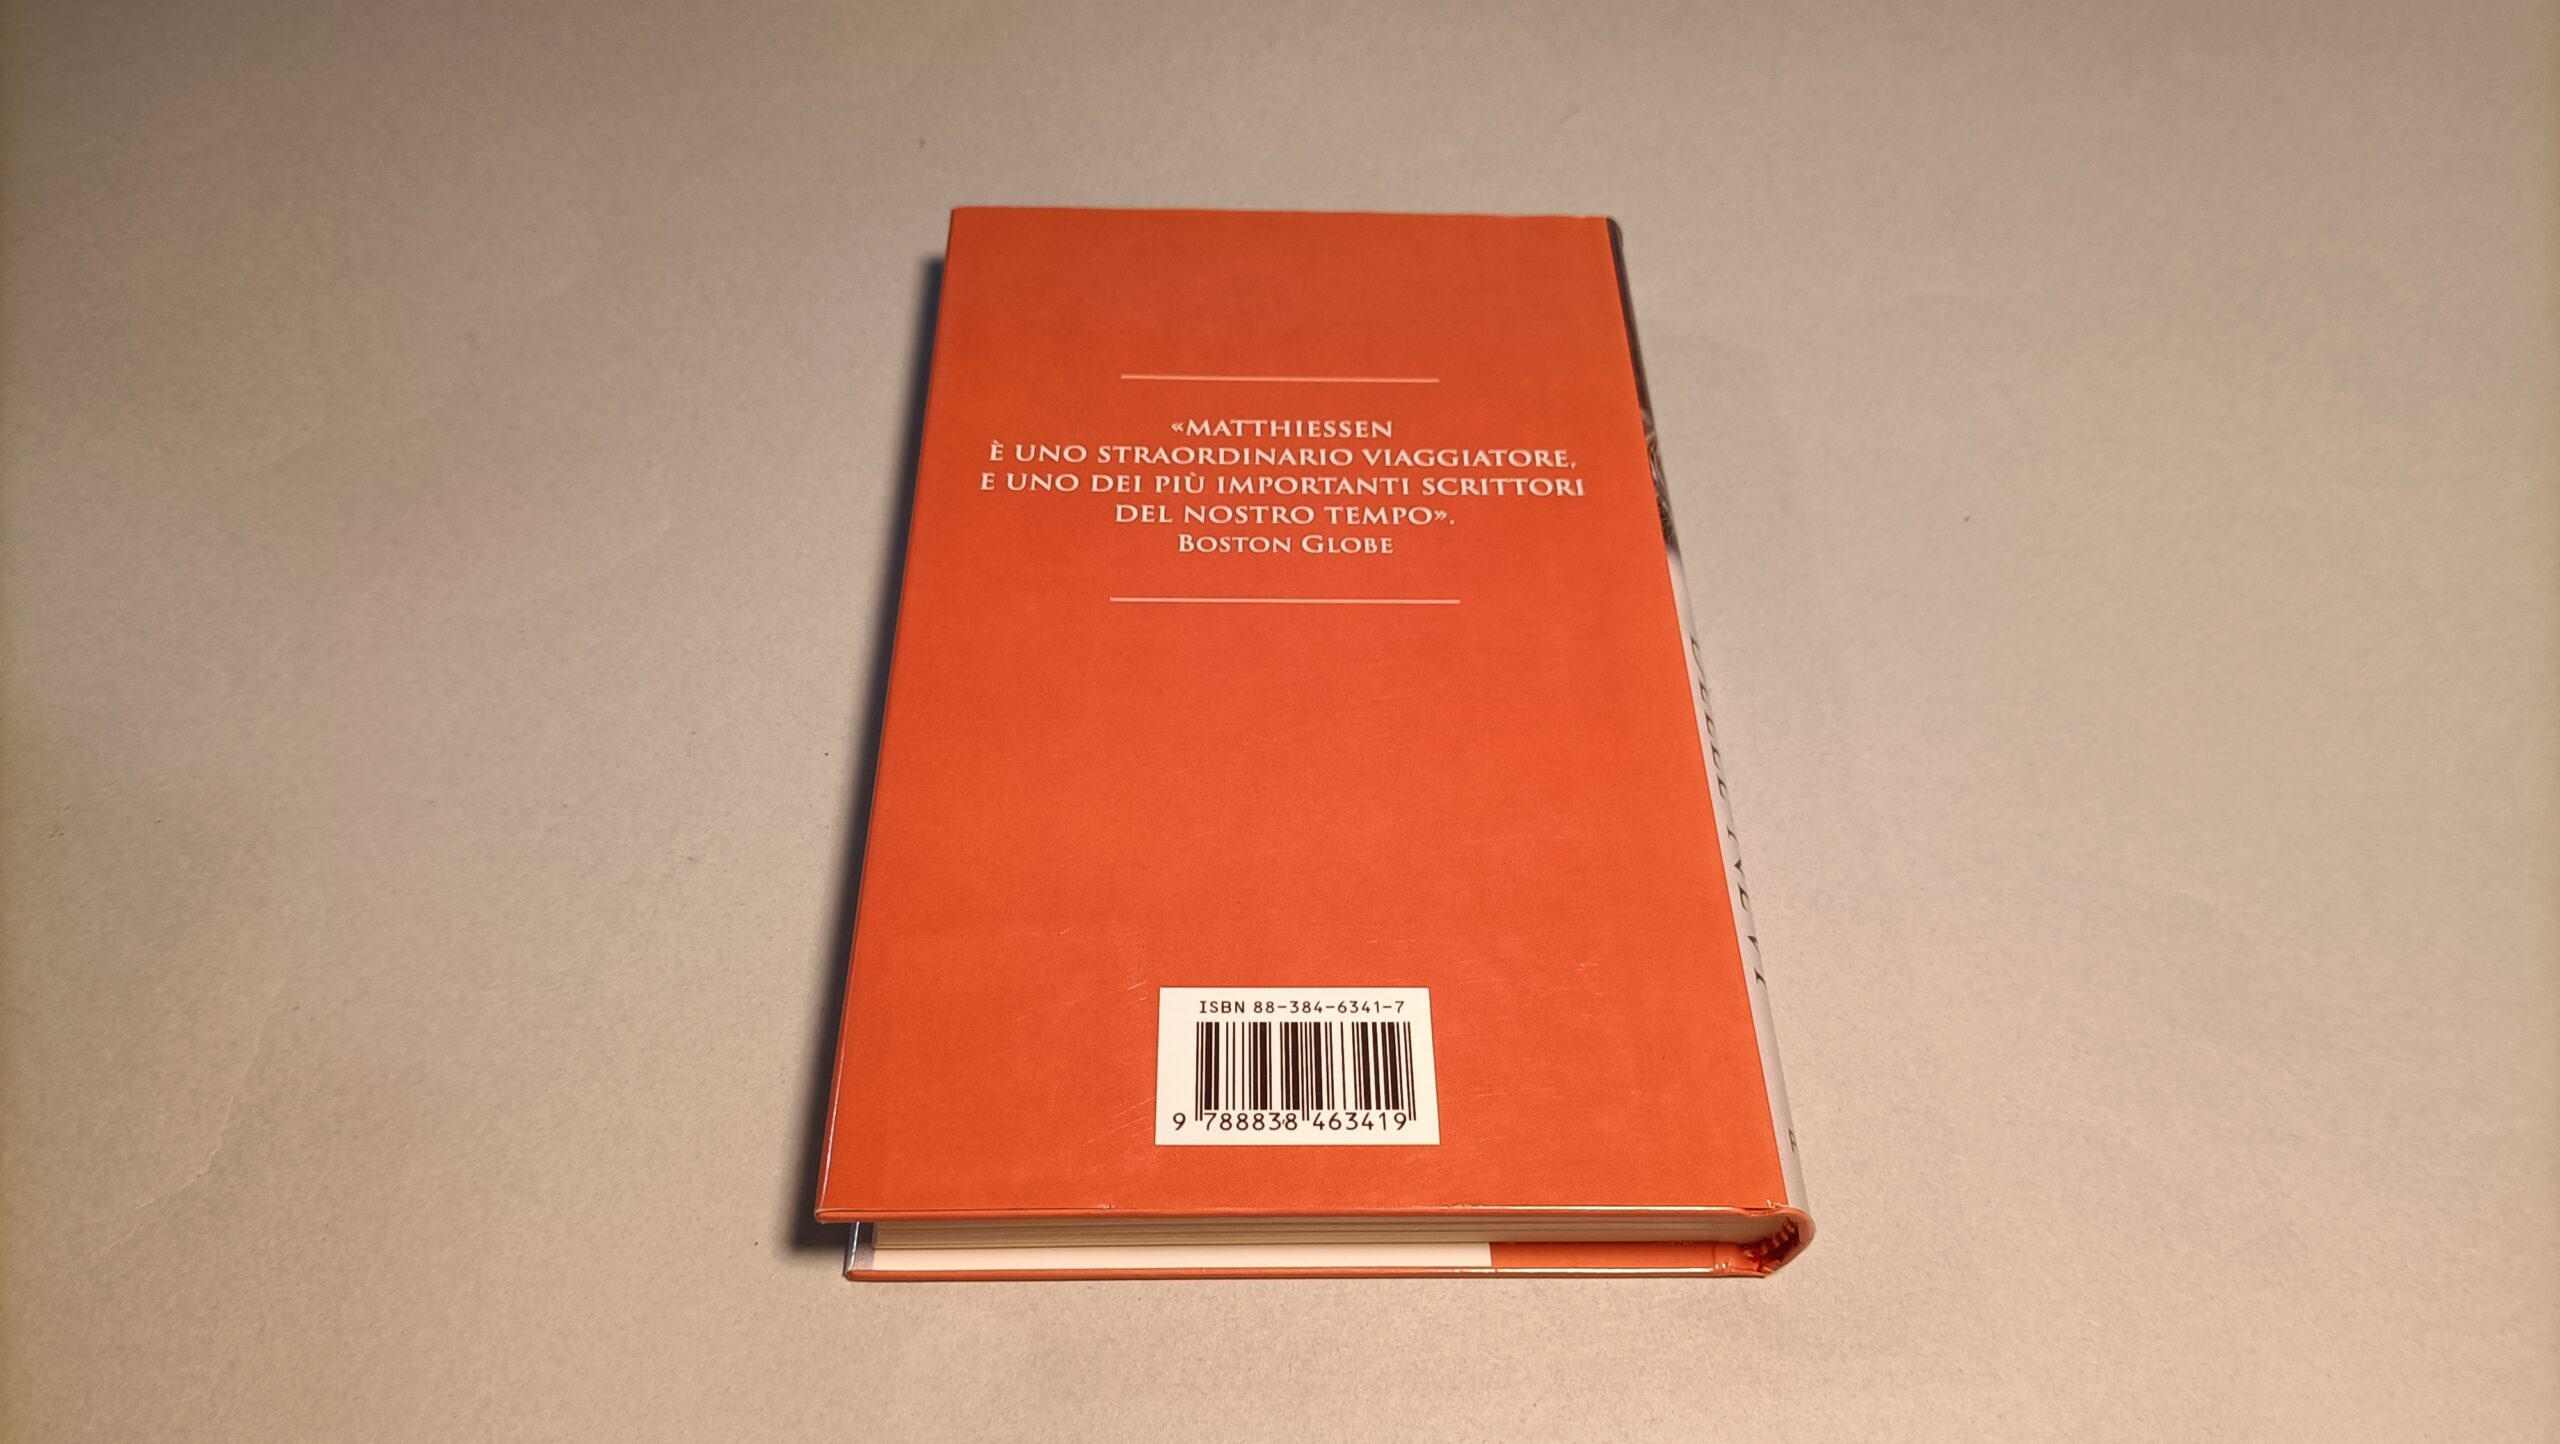 «MATTHIESSEN
È UNO STRAORDINARIO VIAGGIATORE,
E UNO DEI PIÙ IMPORTANTI SCRITTORI
DEL NOSTRO TEMPO».
BOSTON GLOBE
ISBN 88-384-6341-7
9 788838 463419